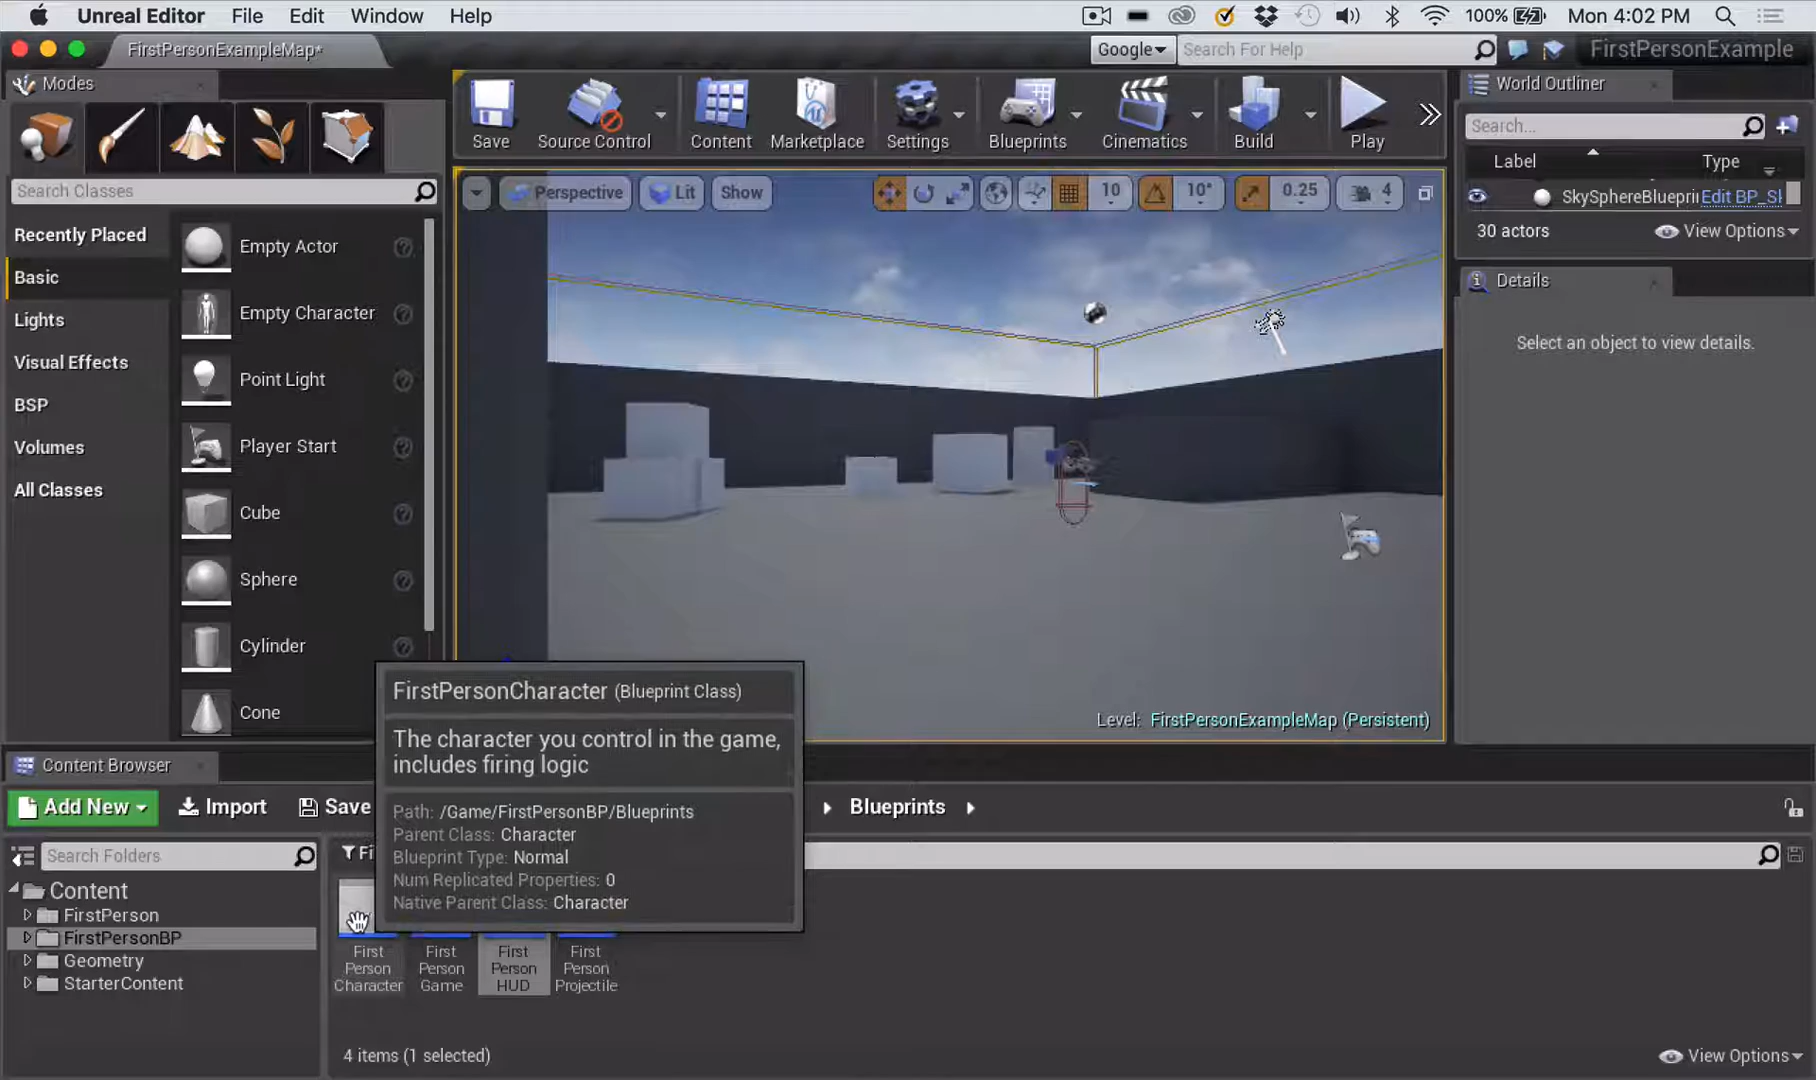 Unreal Editor File Edit Window Help 100% Mon 4:02 PM
FirstPersonExampleMap* Google Search For Help FirstPersonExample
Modes
World Outliner
Save Source Control Content Marketplace Settings Blueprints Cinematics Build Play
Search...
Label Type
Search Classes
Perspective Lit Show 10 10° 0.25 4
SkySphereBlueprin Edit BP_S
30 actors View Options
Recently Placed
Basic
Lights
Visual Effects
BSP
Volumes
All Classes
Empty Actor
Empty Character
Point Light
Player Start
Cube
Sphere
Cylinder
Cone
Details
Select an object to view details.
Level: FirstPersonExampleMap (Persistent)
FirstPersonCharacter (Blueprint Class)
The character you control in the game,
includes firing logic
Path: /Game/FirstPersonBP/Blueprints
Parent Class: Character
Blueprint Type: Normal
Num Replicated Properties: 0
Native Parent Class: Character
Content Browser
Add New Import Save Blueprints
Search Folders
Fi
Content
FirstPerson
FirstPersonBP
Geometry
StarterContent
First
Person
Character
First
Person
Game
First
Person
HUD
First
Person
Projectile
4 items (1 selected)
View Options